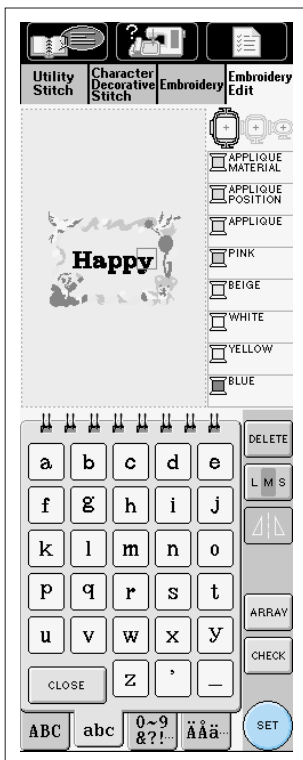 Utility
Stitch
Character
Decorative
Stitch
Embroidery
Embroidery
Edit
APPLIQUE
MATERIAL
APPLIQUE
POSITION
APPLIQUE
PINK
BEIGE
WHITE
YELLOW
BLUE
Happy
DELETE
a b c d e
L M S
f g h i j
k l m n o
p q r s t
ARRAY
u v w x y
CHECK
CLOSE z ’ _
ABC abc 0~9
&?!··· ÄÅä···
SET